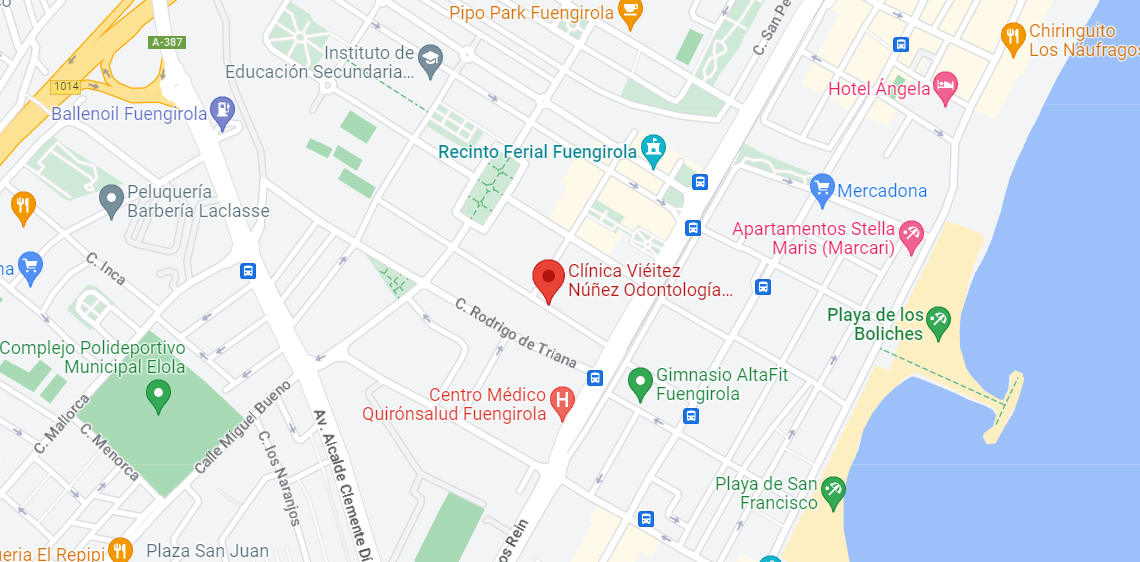 Pipo Park Fuengirola
C. San Pe
Chiringuito
Los Náufragos
A-387
Instituto de
Educación Secundaria...
1014
Hotel Ángela
Ballenoil Fuengirola
Recinto Ferial Fuengirola
Peluquería
Barbería Laclasse
Mercadona
Apartamentos Stella
Maris (Marcari)
C. Inca
na
Clínica Viéitez
Núñez Odontología...
C. Rodrigo de Triana
Playa de los
Boliches
Complejo Polideportivo
Municipal Elola
Gimnasio AltaFit
Fuengirola
Centro Médico
Quirónsalud Fuengirola
H
C. Mallorca
C. Menorca
Calle Miguel Bueno
C. los Naranjos
Av. Alcalde Clemente Dí
Playa de San
Francisco
os Rein
ueria El Repipi
Plaza San Juan